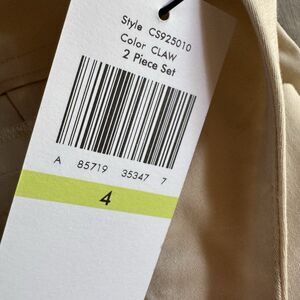 Style CS925010
Color CLAW
2 Piece Set
A 85719 35347 7
4